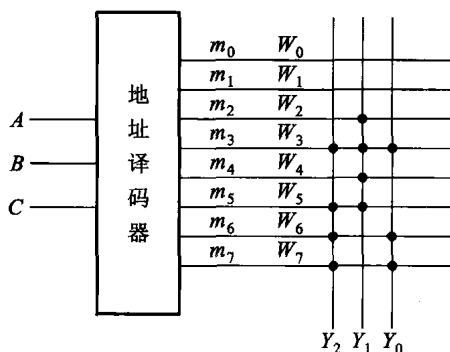 m₀ W₀
m₁ W₁
A m₂ W₂
m₃ W₃
B m₄ W₄
C m₅ W₅
m₆ W₆
m₇ W₇
地址译码器
Y₂ Y₁ Y₀